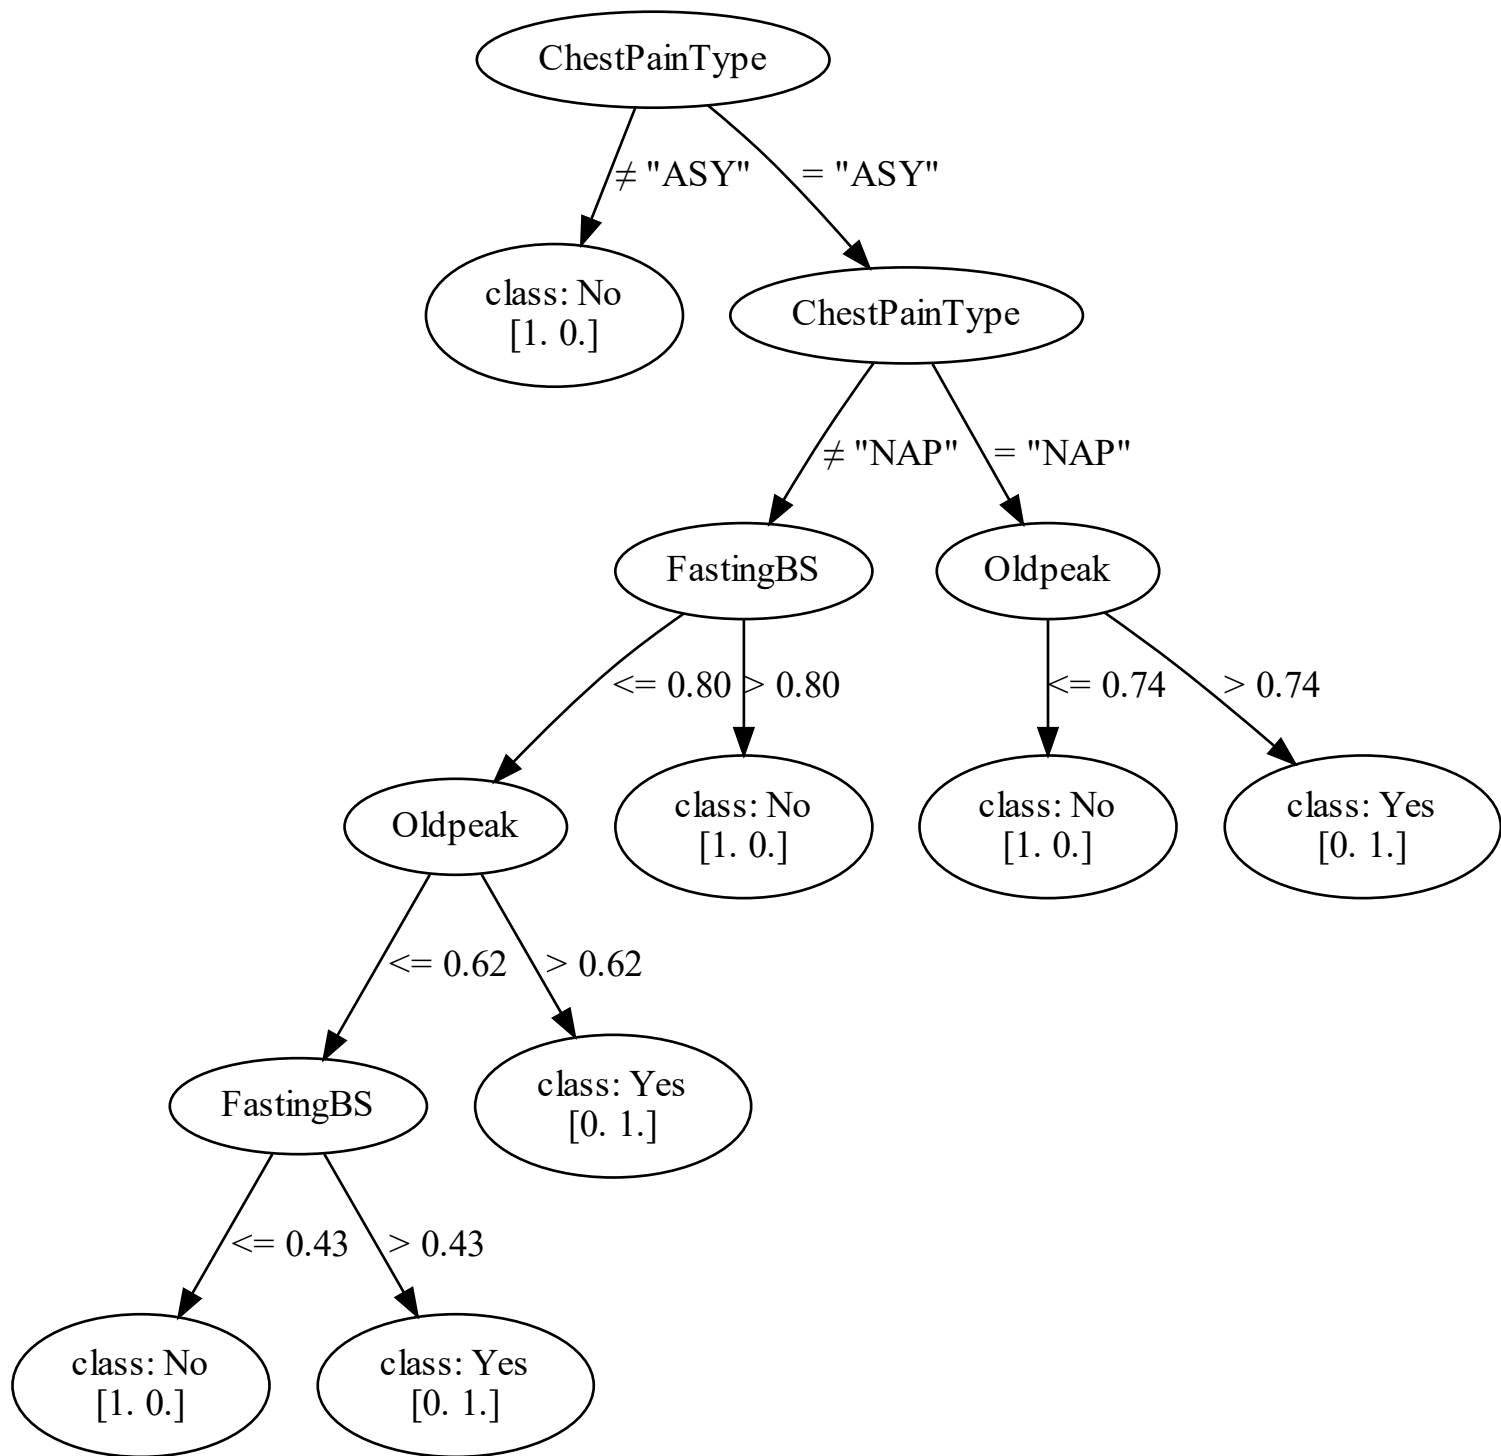 ChestPainType
≠ "ASY"
= "ASY"
class: No
[1. 0.]
ChestPainType
≠ "NAP"
= "NAP"
FastingBS
Oldpeak
<= 0.80
> 0.80
<= 0.74
> 0.74
Oldpeak
class: No
[1. 0.]
class: No
[1. 0.]
class: Yes
[0. 1.]
<= 0.62
> 0.62
FastingBS
class: Yes
[0. 1.]
<= 0.43
> 0.43
class: No
[1. 0.]
class: Yes
[0. 1.]